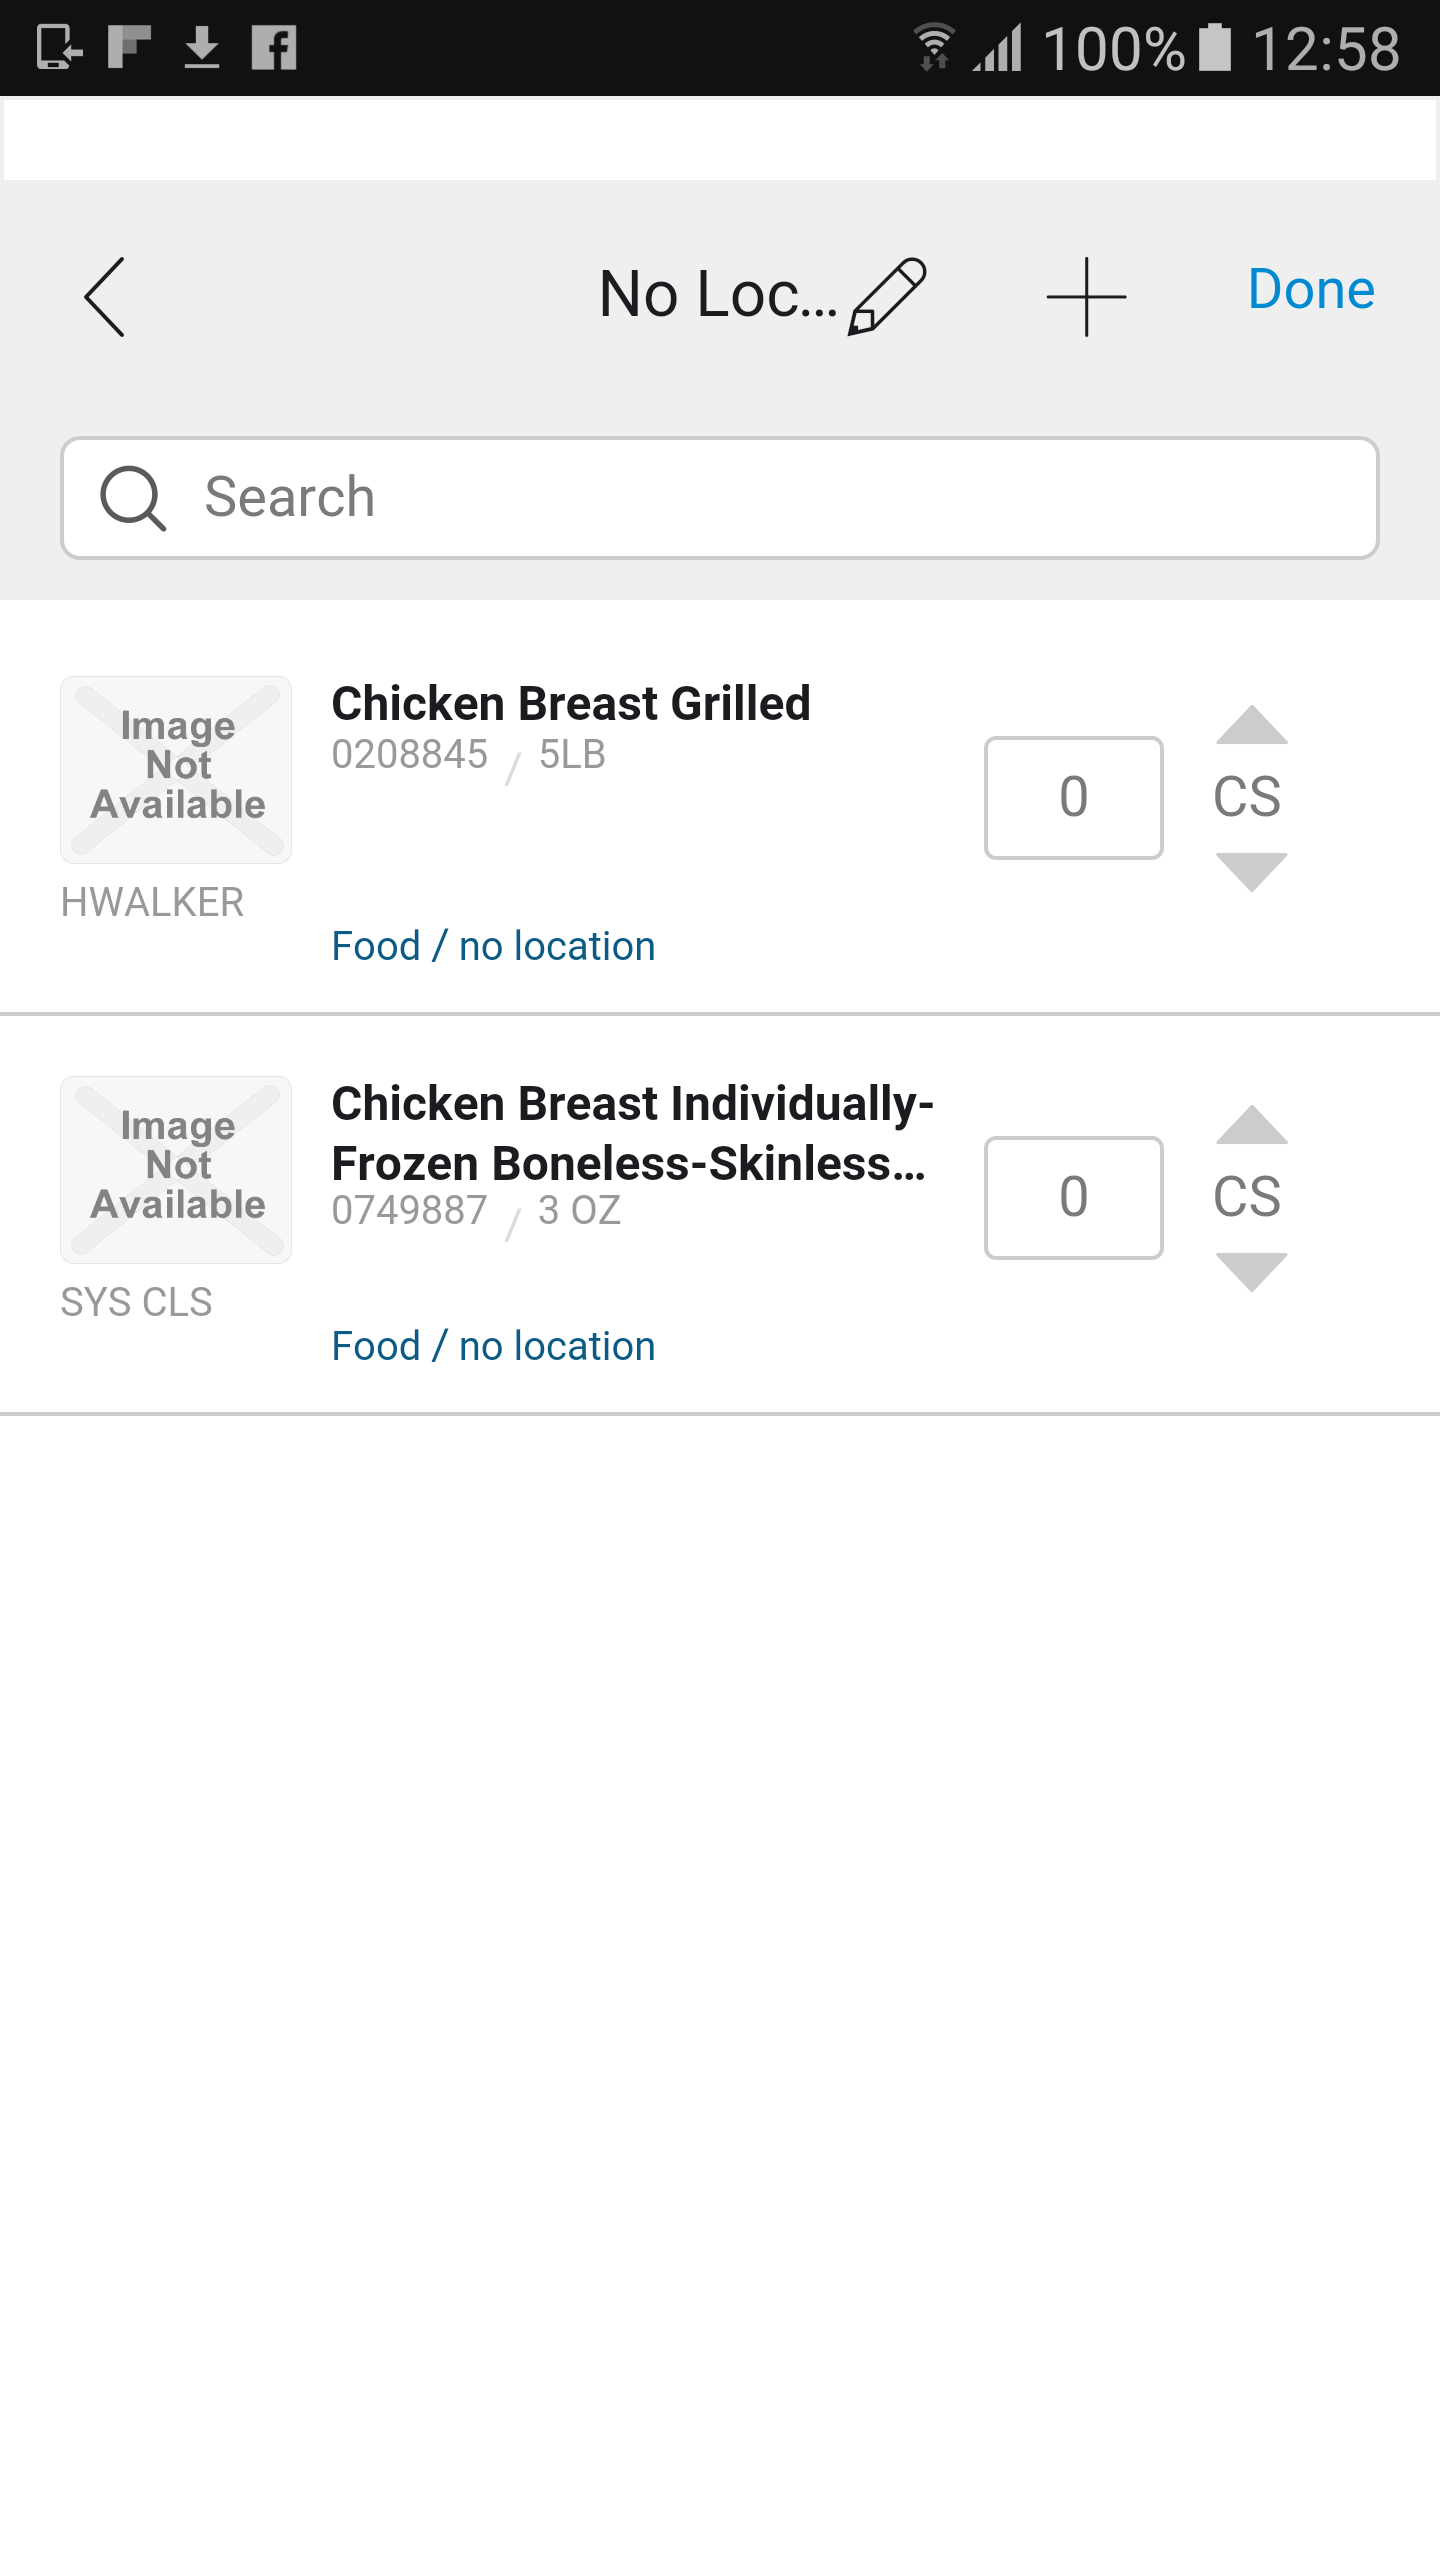 100% 12:58
No Loc... Done
Search
Image
Not
Available
HWALKER
Chicken Breast Grilled
0208845 / 5LB
Food / no location
0
CS
Image
Not
Available
SYS CLS
Chicken Breast Individually-
Frozen Boneless-Skinless...
0749887 / 3 OZ
Food / no location
0
CS